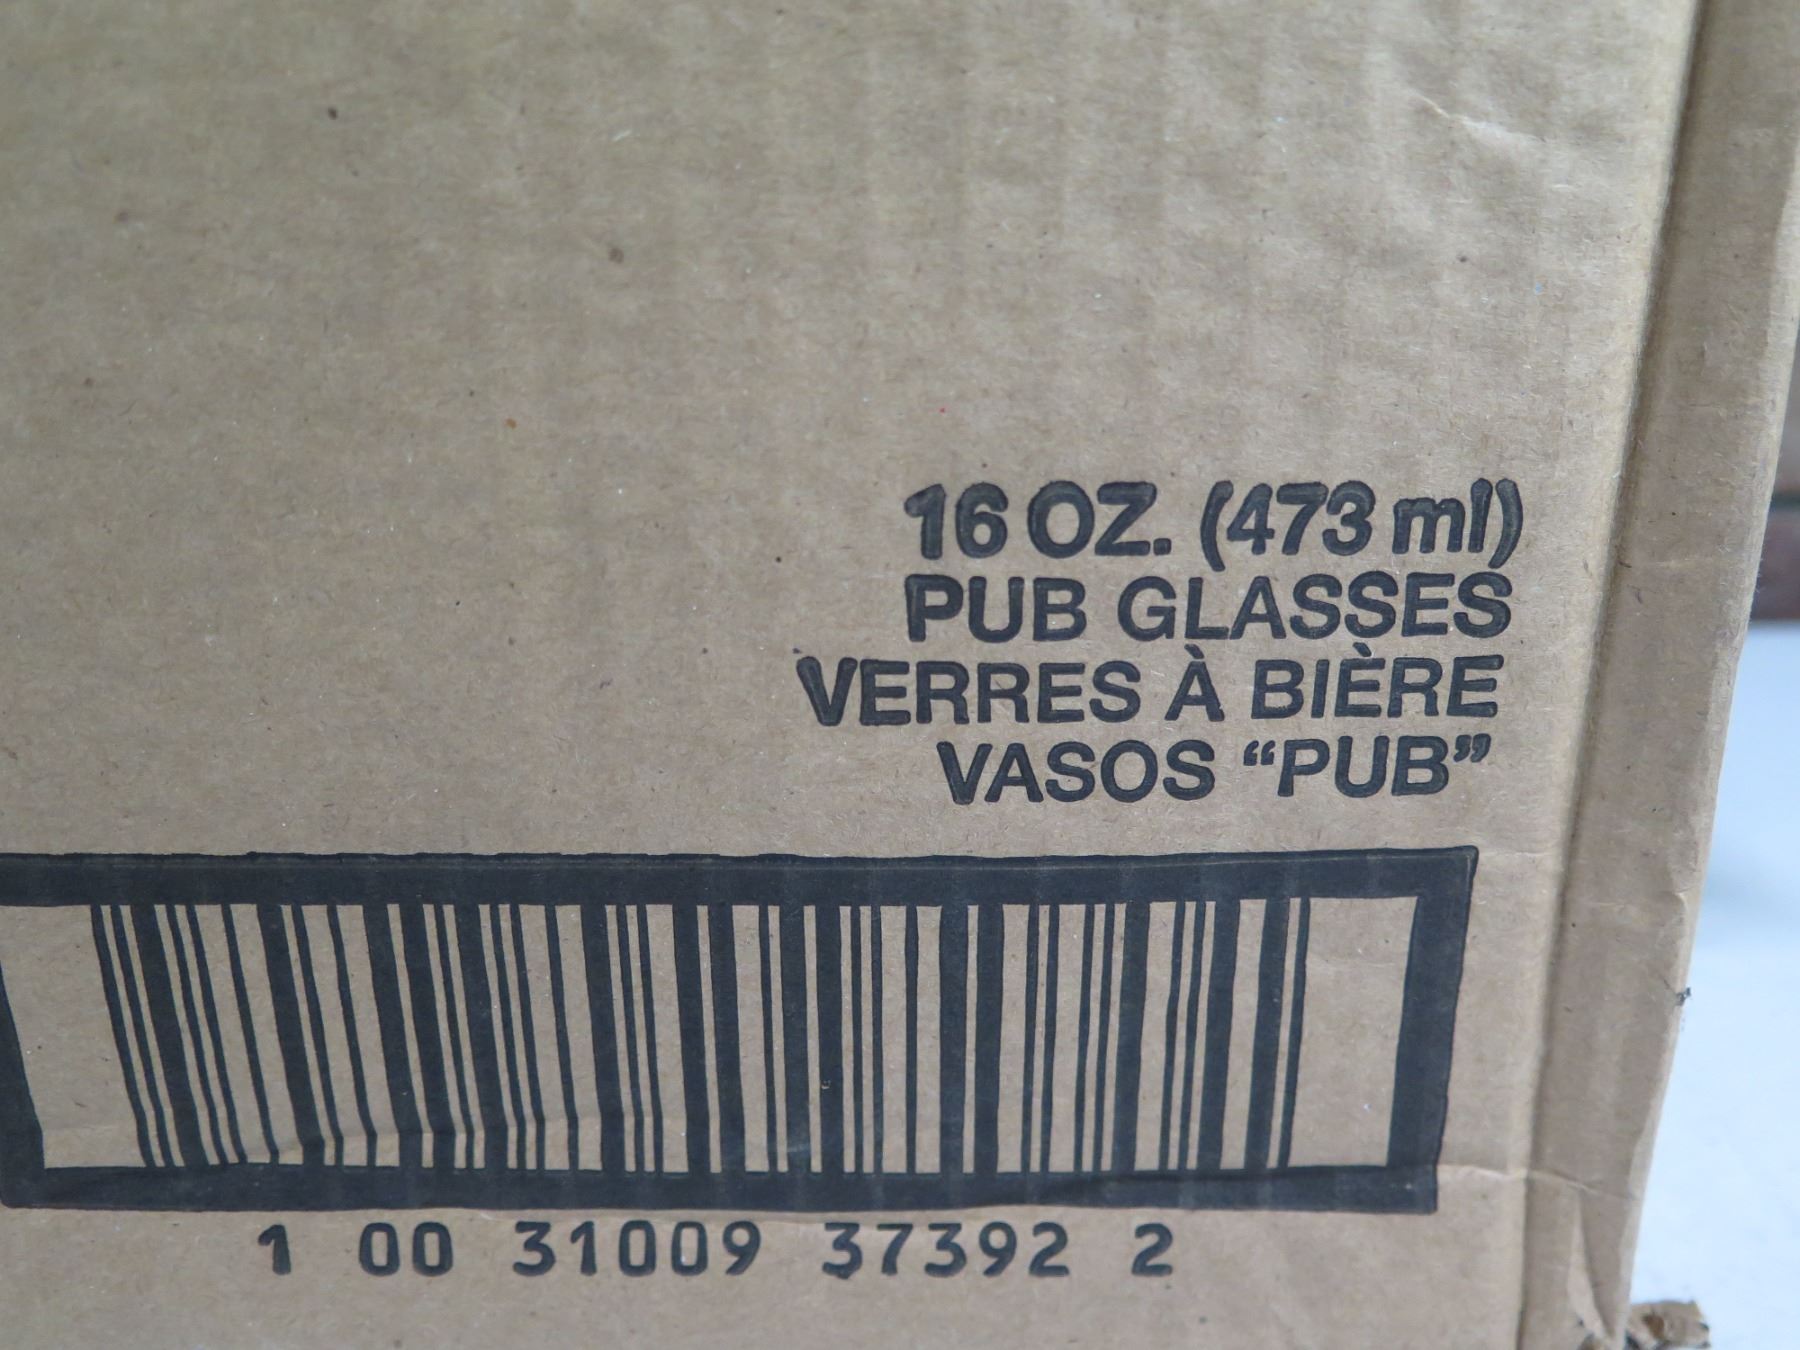 16 OZ. (473 ml)
PUB GLASSES
VERRES À BIÈRE
VASOS “PUB”
1 00 31009 37392 2